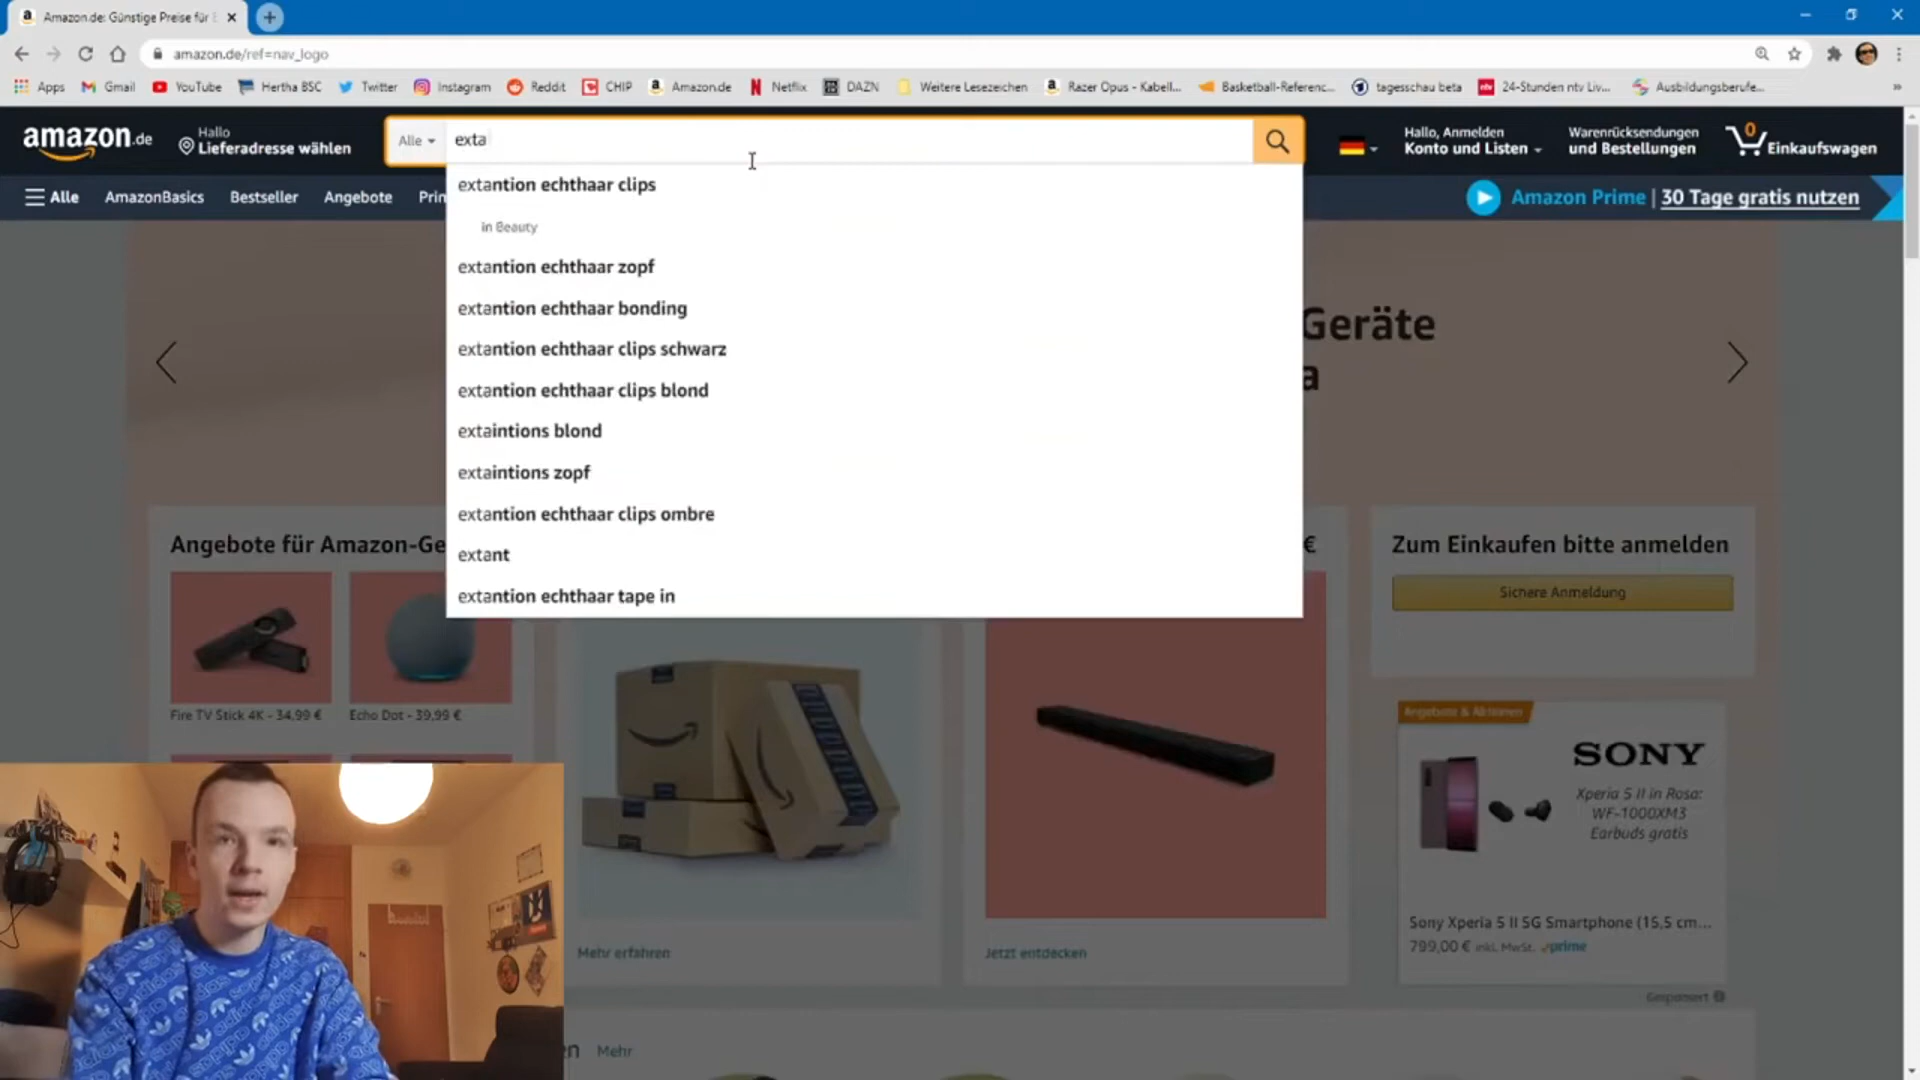 Amazon.de: Günstige Preise für E
amazon.de/ref=nav_logo
Apps Gmail YouTube Hertha BSC Twitter Instagram Reddit CHIP Amazon.de Netflix DAZN Weitere Lesezeichen Razer Opus - Kabell... Basketball-Referenc... tagesschau beta 24-Stunden ntv Liv... Ausbildungsberufe...
amazon.de
Hallo
Lieferadresse wählen
Alle
exta
Hallo, Anmelden
Konto und Listen
Warenrücksendungen
und Bestellungen
0
Einkaufswagen
Alle AmazonBasics Bestseller Angebote Prim
Amazon Prime | 30 Tage gratis nutzen
extantion echthaar clips
in Beauty
extantion echthaar zopf
extantion echthaar bonding
extantion echthaar clips schwarz
extantion echthaar clips blond
extaintions blond
extaintions zopf
extantion echthaar clips ombre
extant
extantion echthaar tape in
Geräte
a
Angebote für Amazon-Ge
€
Zum Einkaufen bitte anmelden
Sichere Anmeldung
Fire TV Stick 4K - 34,99 €
Echo Dot - 39,99 €
Angebote & Aktionen
SONY
Xperia 5 II in Rosa:
WF-1000XM3
Earbuds gratis
Sony Xperia 5 II 5G Smartphone (15,5 cm...
799,00 € inkl. MwSt. prime
Mehr erfahren
Jetzt entdecken
Gesponsert
en Mehr